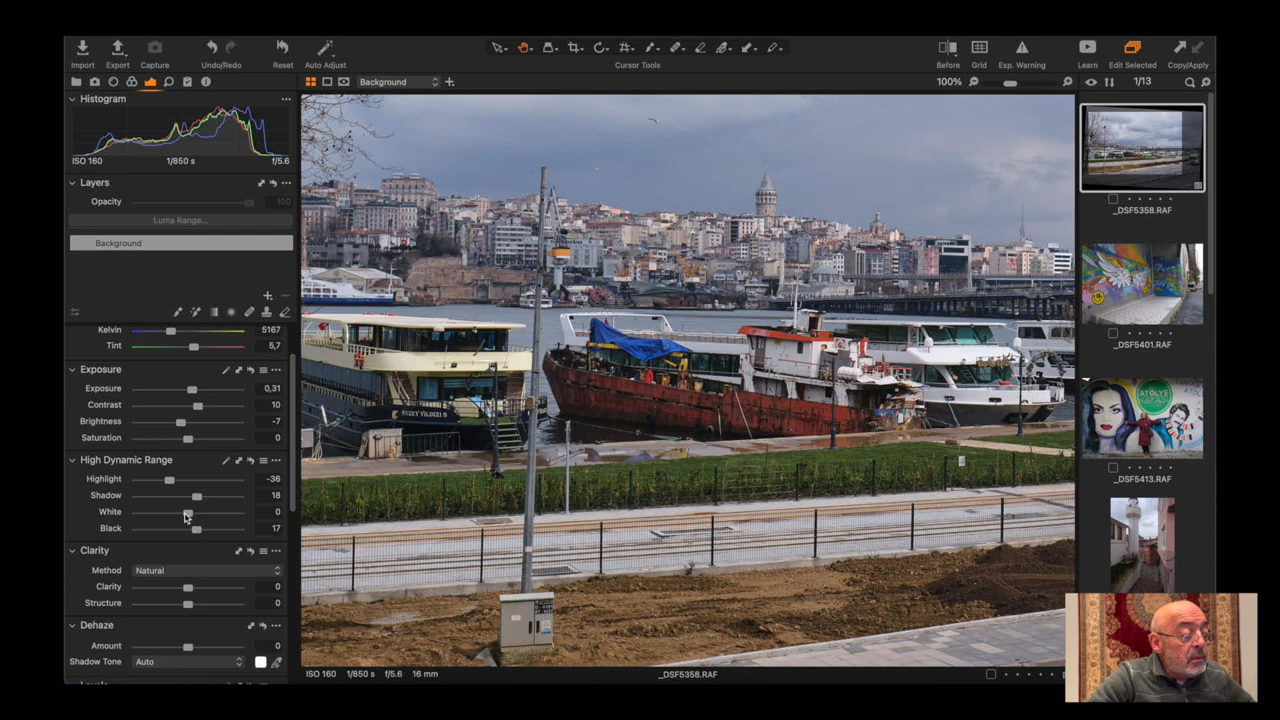 Import Export Capture Undo/Redo Reset Auto Adjust Cursor Tools Before Grid Exp. Warning Learn Edit Selected Copy/Apply
Background 100% 1/13
Histogram
ISO 160 1/850 s f/5.6
Layers
Opacity 100
Luma Range...
Background
Kelvin 5167
Tint 5,7
Exposure
Exposure 0,31
Contrast 10
Brightness -7
Saturation 0
High Dynamic Range
Highlight -36
Shadow 18
White 0
Black 17
Clarity
Method Natural
Clarity 0
Structure 0
Dehaze
Amount 0
Shadow Tone Auto
KUZEY YILDIZI S
ISO 160 1/850 s f/5.6 16 mm _DSF5358.RAF
_DSF5358.RAF
_DSF5401.RAF
ATOLYE
_DSF5413.RAF